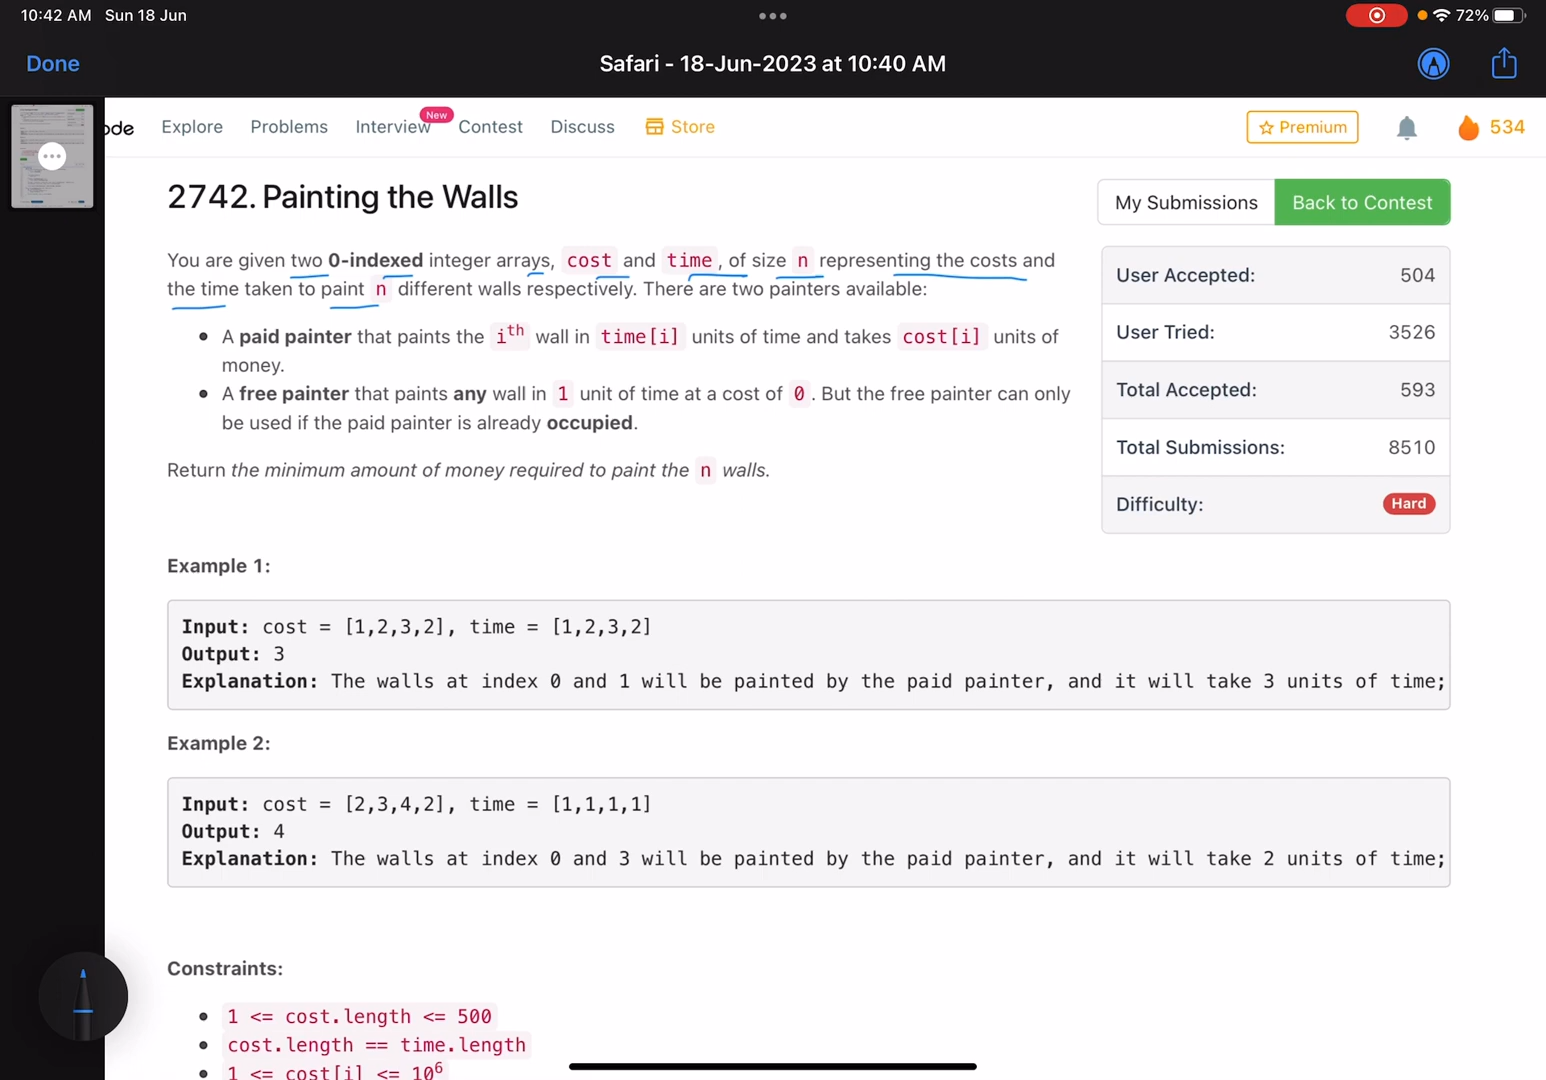 10:42 AM Sun 18 Jun
72%
Done
Safari - 18-Jun-2023 at 10:40 AM
ode Explore Problems Interview New Contest Discuss Store
Premium 534
2742. Painting the Walls
My Submissions Back to Contest
You are given two 0-indexed integer arrays, cost and time, of size n representing the costs and
the time taken to paint n different walls respectively. There are two painters available:
• A paid painter that paints the ith wall in time[i] units of time and takes cost[i] units of
money.
• A free painter that paints any wall in 1 unit of time at a cost of 0. But the free painter can only
be used if the paid painter is already occupied.
Return the minimum amount of money required to paint the n walls.
User Accepted: 504
User Tried: 3526
Total Accepted: 593
Total Submissions: 8510
Difficulty: Hard
Example 1:
Input: cost = [1,2,3,2], time = [1,2,3,2]
Output: 3
Explanation: The walls at index 0 and 1 will be painted by the paid painter, and it will take 3 units of time;
Example 2:
Input: cost = [2,3,4,2], time = [1,1,1,1]
Output: 4
Explanation: The walls at index 0 and 3 will be painted by the paid painter, and it will take 2 units of time;
Constraints:
• 1 <= cost.length <= 500
• cost.length == time.length
• 1 <= cost[i] <= 10^6